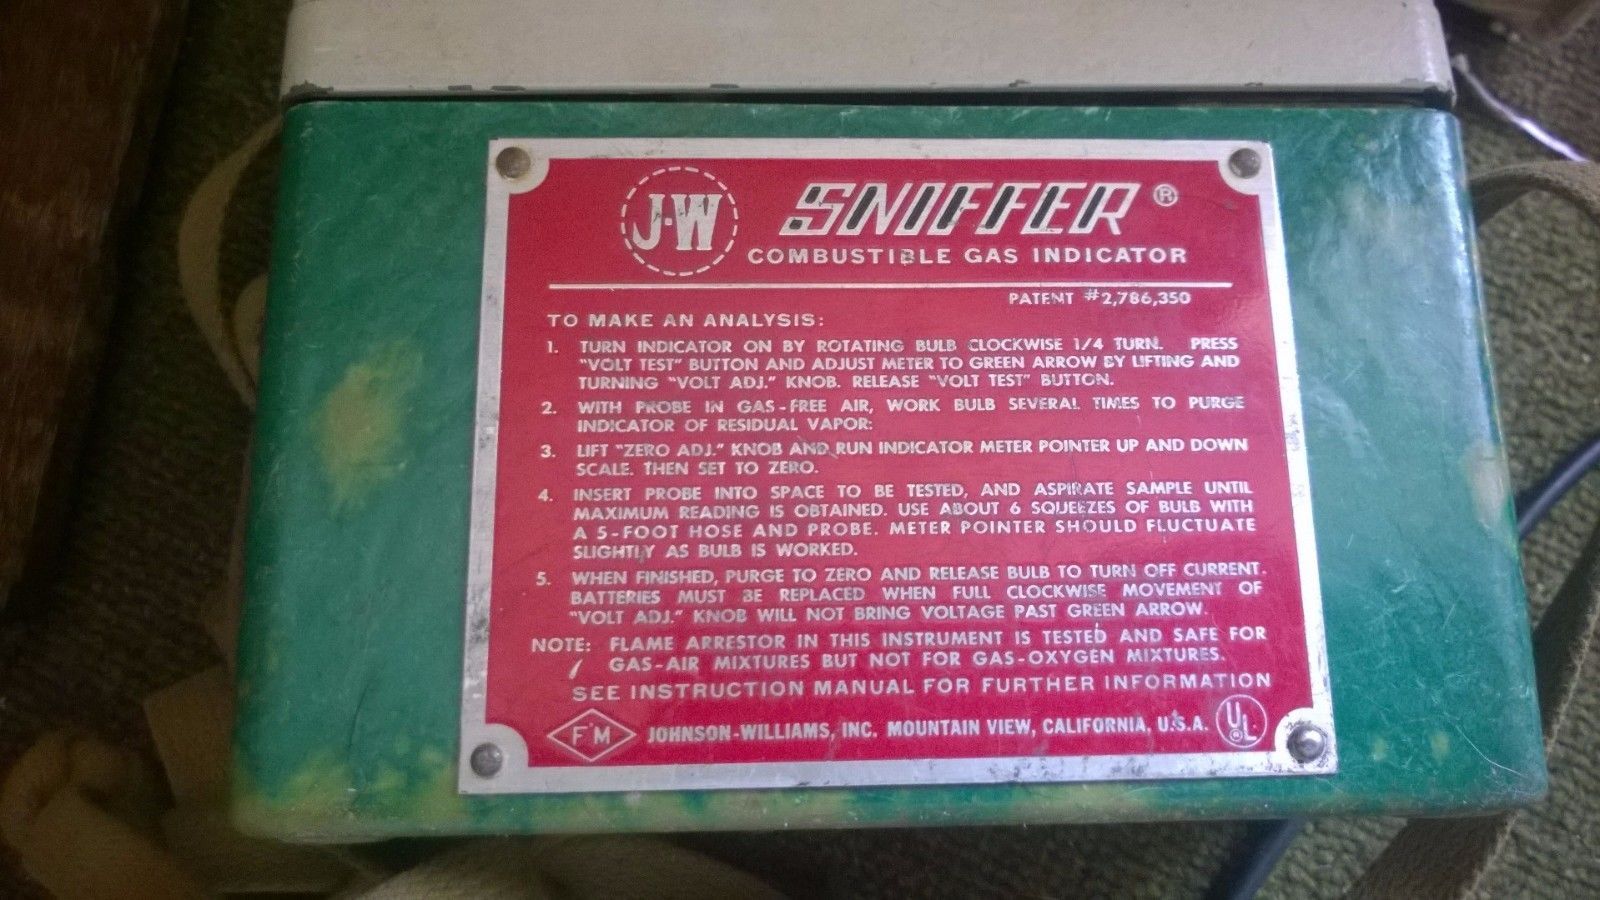 J-W SNIFFER ®
COMBUSTIBLE GAS INDICATOR
PATENT #2,786,350
TO MAKE AN ANALYSIS:
1. TURN INDICATOR ON BY ROTATING BULB CLOCKWISE 1/4 TURN. PRESS
"VOLT TEST" BUTTON AND ADJUST METER TO GREEN ARROW BY LIFTING AND
TURNING "VOLT ADJ." KNOB. RELEASE "VOLT TEST" BUTTON.
2. WITH PROBE IN GAS-FREE AIR, WORK BULB SEVERAL TIMES TO PURGE
INDICATOR OF RESIDUAL VAPOR:
3. LIFT "ZERO ADJ." KNOB AND RUN INDICATOR METER POINTER UP AND DOWN
SCALE. THEN SET TO ZERO.
4. INSERT PROBE INTO SPACE TO BE TESTED, AND ASPIRATE SAMPLE UNTIL
MAXIMUM READING IS OBTAINED. USE ABOUT 6 SQUEEZES OF BULB WITH
A 5-FOOT HOSE AND PROBE. METER POINTER SHOULD FLUCTUATE
SLIGHTLY AS BULB IS WORKED.
5. WHEN FINISHED, PURGE TO ZERO AND RELEASE BULB TO TURN OFF CURRENT.
BATTERIES MUST BE REPLACED WHEN FULL CLOCKWISE MOVEMENT OF
"VOLT ADJ." KNOB WILL NOT BRING VOLTAGE PAST GREEN ARROW.
NOTE: FLAME ARRESTOR IN THIS INSTRUMENT IS TESTED AND SAFE FOR
GAS-AIR MIXTURES BUT NOT FOR GAS-OXYGEN MIXTURES.
SEE INSTRUCTION MANUAL FOR FURTHER INFORMATION
FM JOHNSON-WILLIAMS, INC. MOUNTAIN VIEW, CALIFORNIA, U.S.A. UL ®